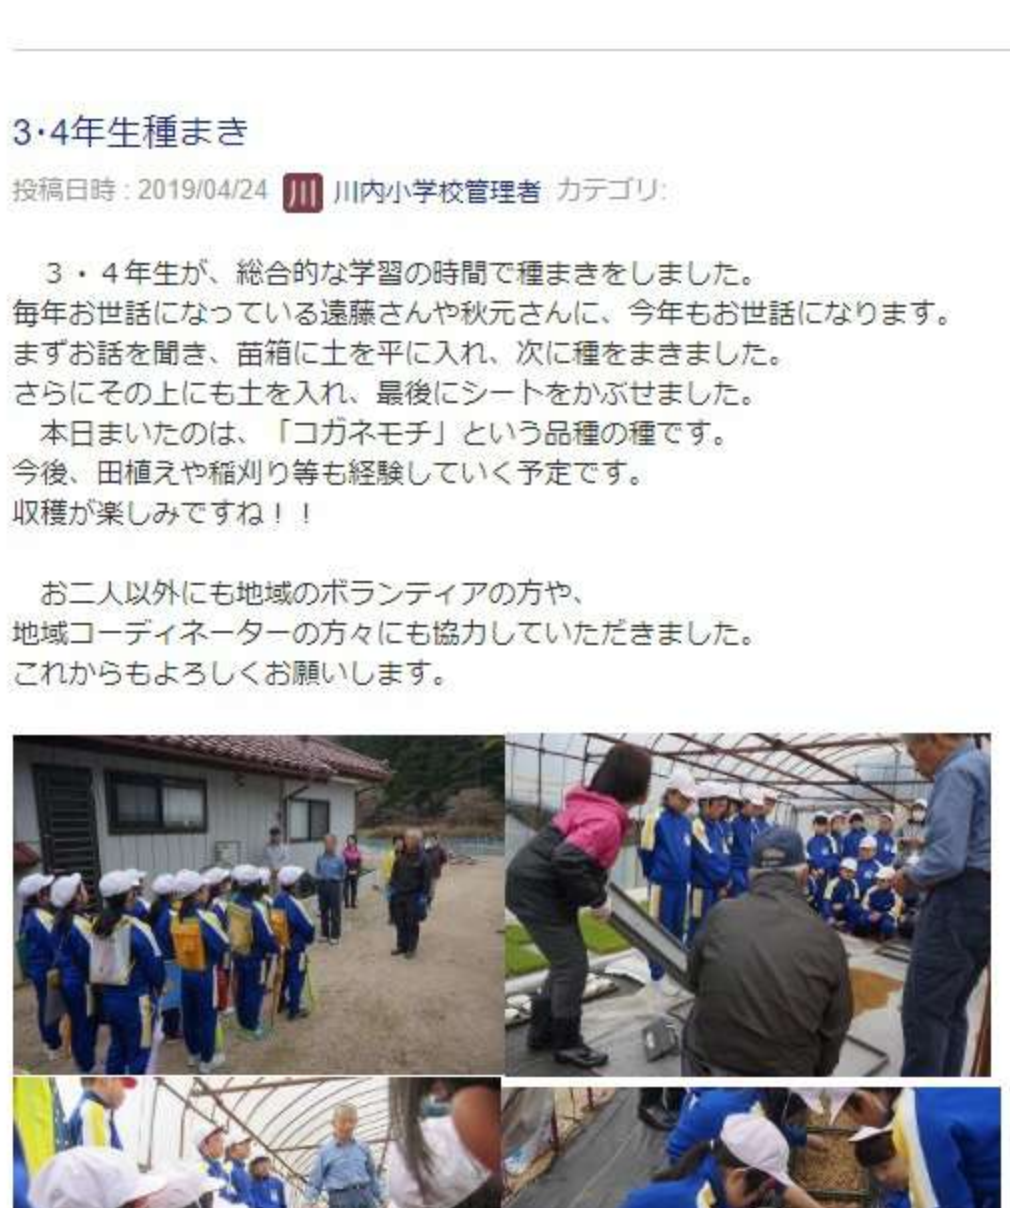 3・4年生種まき
投稿日時 : 2019/04/24 川 川内小学校管理者 カテゴリ:
　３・４年生が、総合的な学習の時間で種まきをしました。
毎年お世話になっている遠藤さんや秋元さんに、今年もお世話になります。
まずお話を聞き、苗箱に土を平に入れ、次に種をまきました。
さらにその上にも土を入れ、最後にシートをかぶせました。
　本日まいたのは、「コガネモチ」という品種の種です。
今後、田植えや稲刈り等も経験していく予定です。
収穫が楽しみですね！！
　お二人以外にも地域のボランティアの方や、
地域コーディネーターの方々にも協力していただきました。
これからもよろしくお願いします。